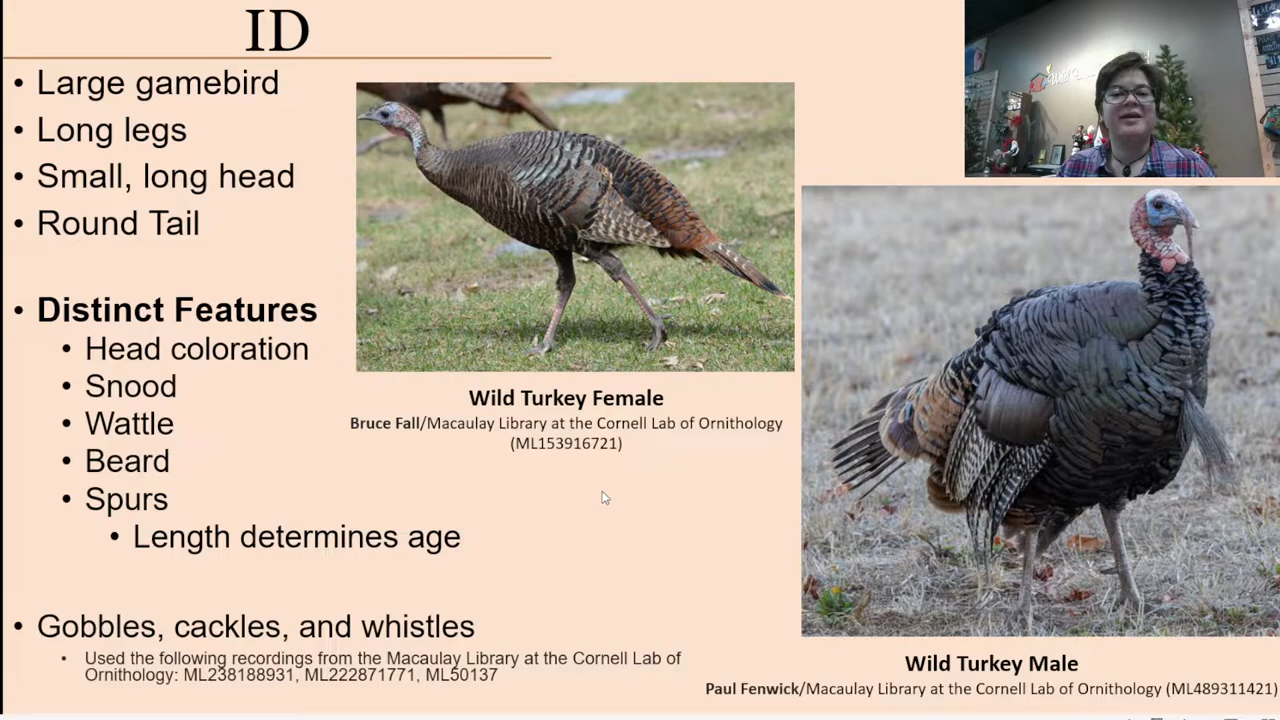 ID
• Large gamebird
• Long legs
• Small, long head
• Round Tail
• Distinct Features
• Head coloration
• Snood
• Wattle
• Beard
• Spurs
• Length determines age
• Gobbles, cackles, and whistles
• Used the following recordings from the Macaulay Library at the Cornell Lab of
Ornithology: ML238188931, ML222871771, ML50137
Wild Turkey Female
Bruce Fall/Macaulay Library at the Cornell Lab of Ornithology
(ML153916721)
Wild Turkey Male
Paul Fenwick/Macaulay Library at the Cornell Lab of Ornithology (ML489311421)